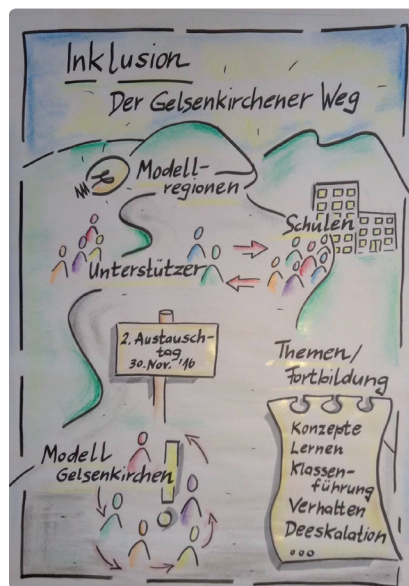 Inklusion
Der Gelsenkirchener Weg
Modell-
regionen
Schulen
Unterstützer
2. Austausch-
tag
30. Nov. '16
Themen/
Fortbildung
Konzepte
Lernen
Klassen-
führung
Verhalten
Deeskalation
...
Modell
Gelsenkirchen
!